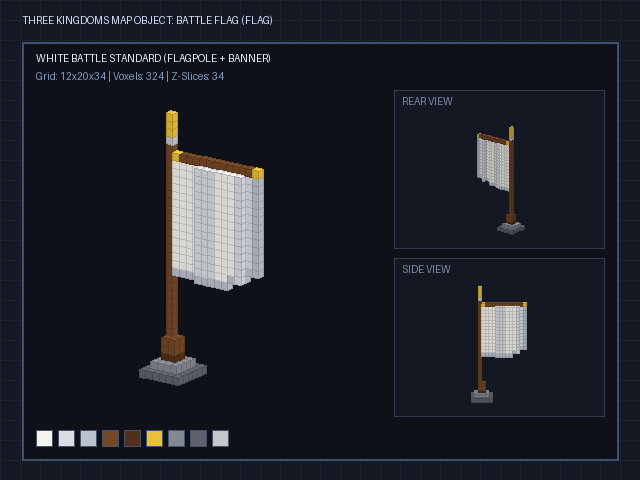 THREE KINGDOMS MAP OBJECT: BATTLE FLAG (FLAG)
WHITE BATTLE STANDARD (FLAGPOLE + BANNER)
Grid: 12x20x34 | Voxels: 324 | Z-Slices: 34
REAR VIEW
SIDE VIEW